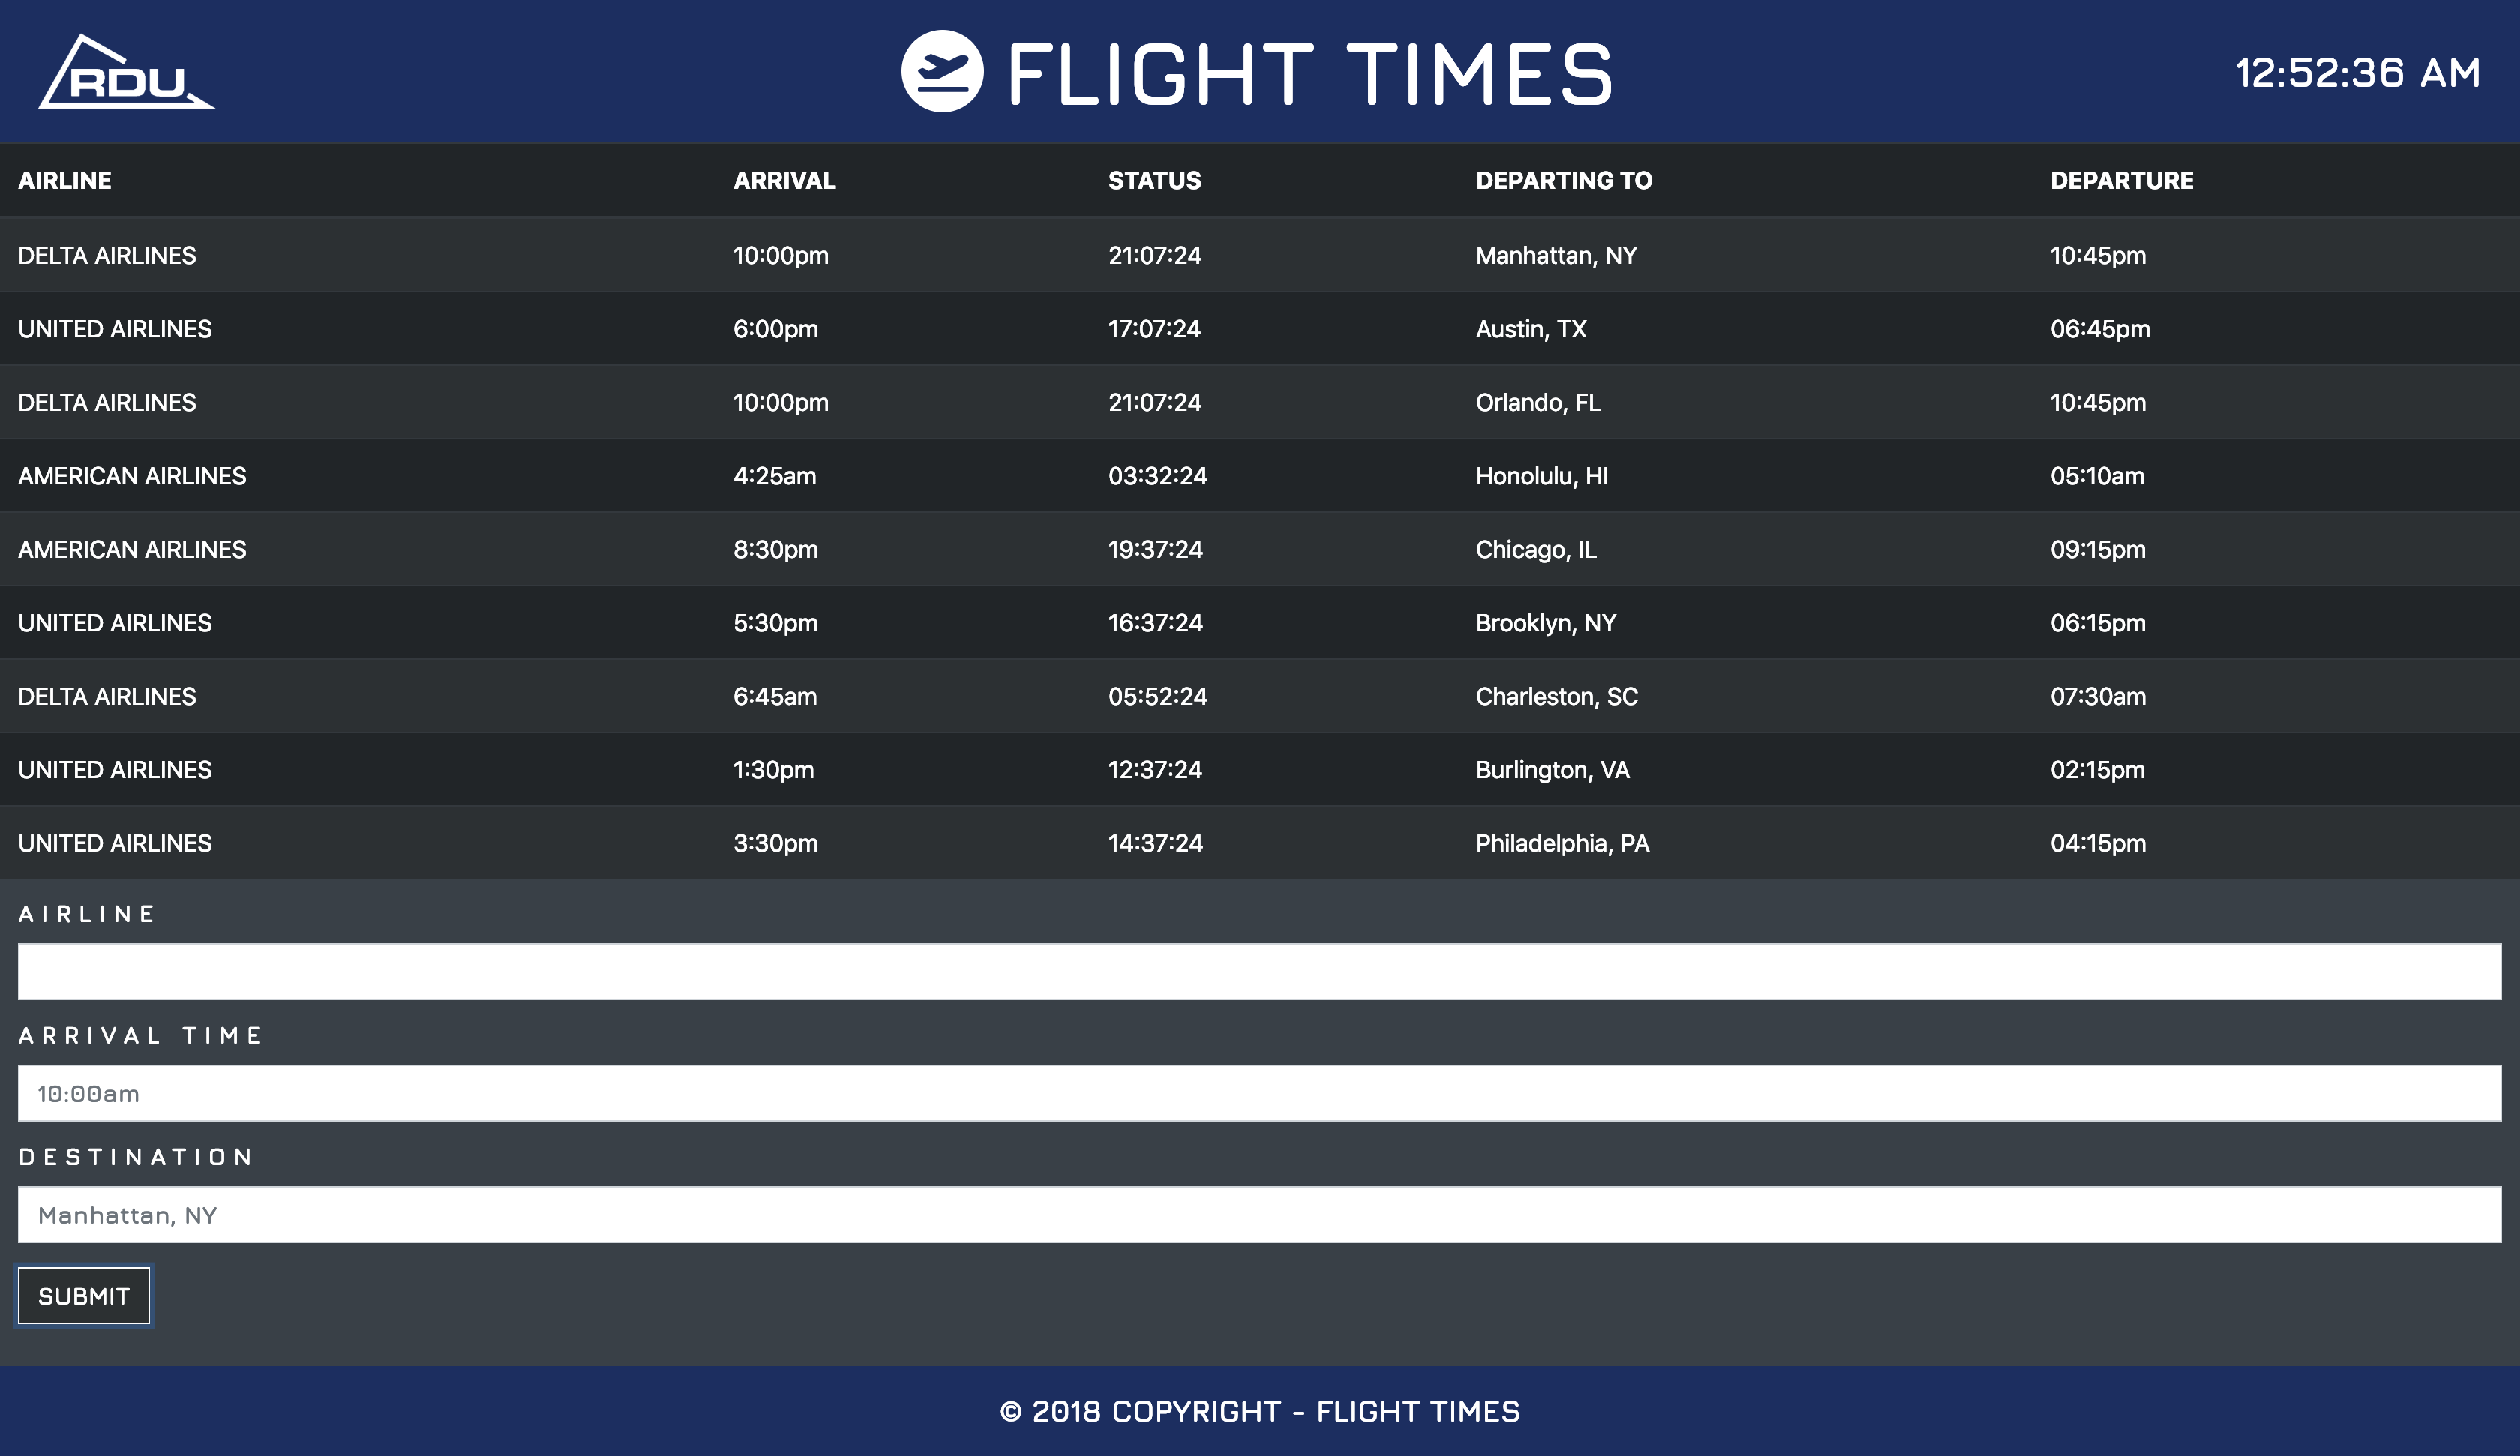 RDU
FLIGHT TIMES
12:52:36 AM
AIRLINE ARRIVAL STATUS DEPARTING TO DEPARTURE
DELTA AIRLINES 10:00pm 21:07:24 Manhattan, NY 10:45pm
UNITED AIRLINES 6:00pm 17:07:24 Austin, TX 06:45pm
DELTA AIRLINES 10:00pm 21:07:24 Orlando, FL 10:45pm
AMERICAN AIRLINES 4:25am 03:32:24 Honolulu, HI 05:10am
AMERICAN AIRLINES 8:30pm 19:37:24 Chicago, IL 09:15pm
UNITED AIRLINES 5:30pm 16:37:24 Brooklyn, NY 06:15pm
DELTA AIRLINES 6:45am 05:52:24 Charleston, SC 07:30am
UNITED AIRLINES 1:30pm 12:37:24 Burlington, VA 02:15pm
UNITED AIRLINES 3:30pm 14:37:24 Philadelphia, PA 04:15pm
AIRLINE
ARRIVAL TIME
10:00am
DESTINATION
Manhattan, NY
SUBMIT
© 2018 COPYRIGHT - FLIGHT TIMES